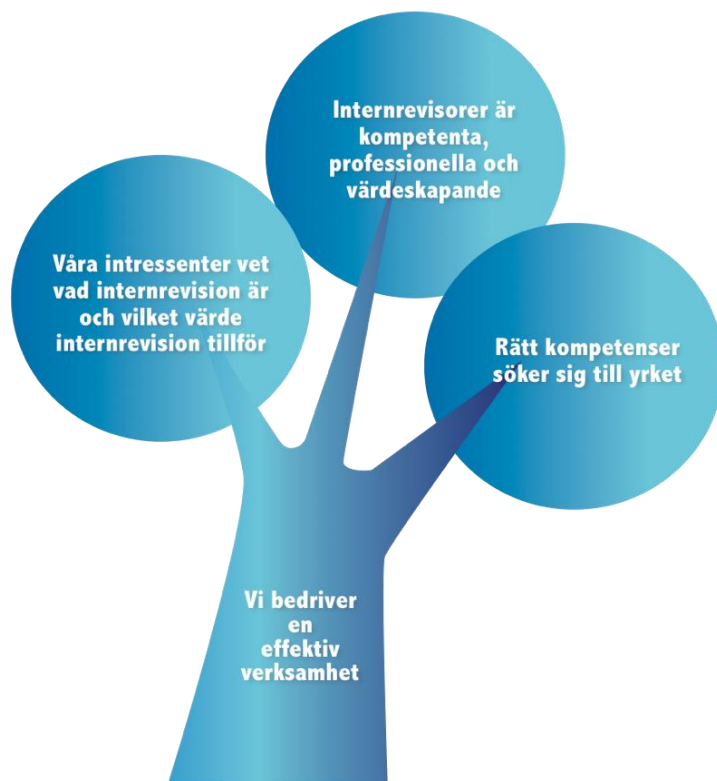 Internrevisorer är
kompetenta,
professionella och
värdeskapande
Våra intressenter vet
vad internrevision är
och vilket värde
internrevision tillför
Rätt kompetenser
söker sig till yrket
Vi bedriver
en
effektiv
verksamhet